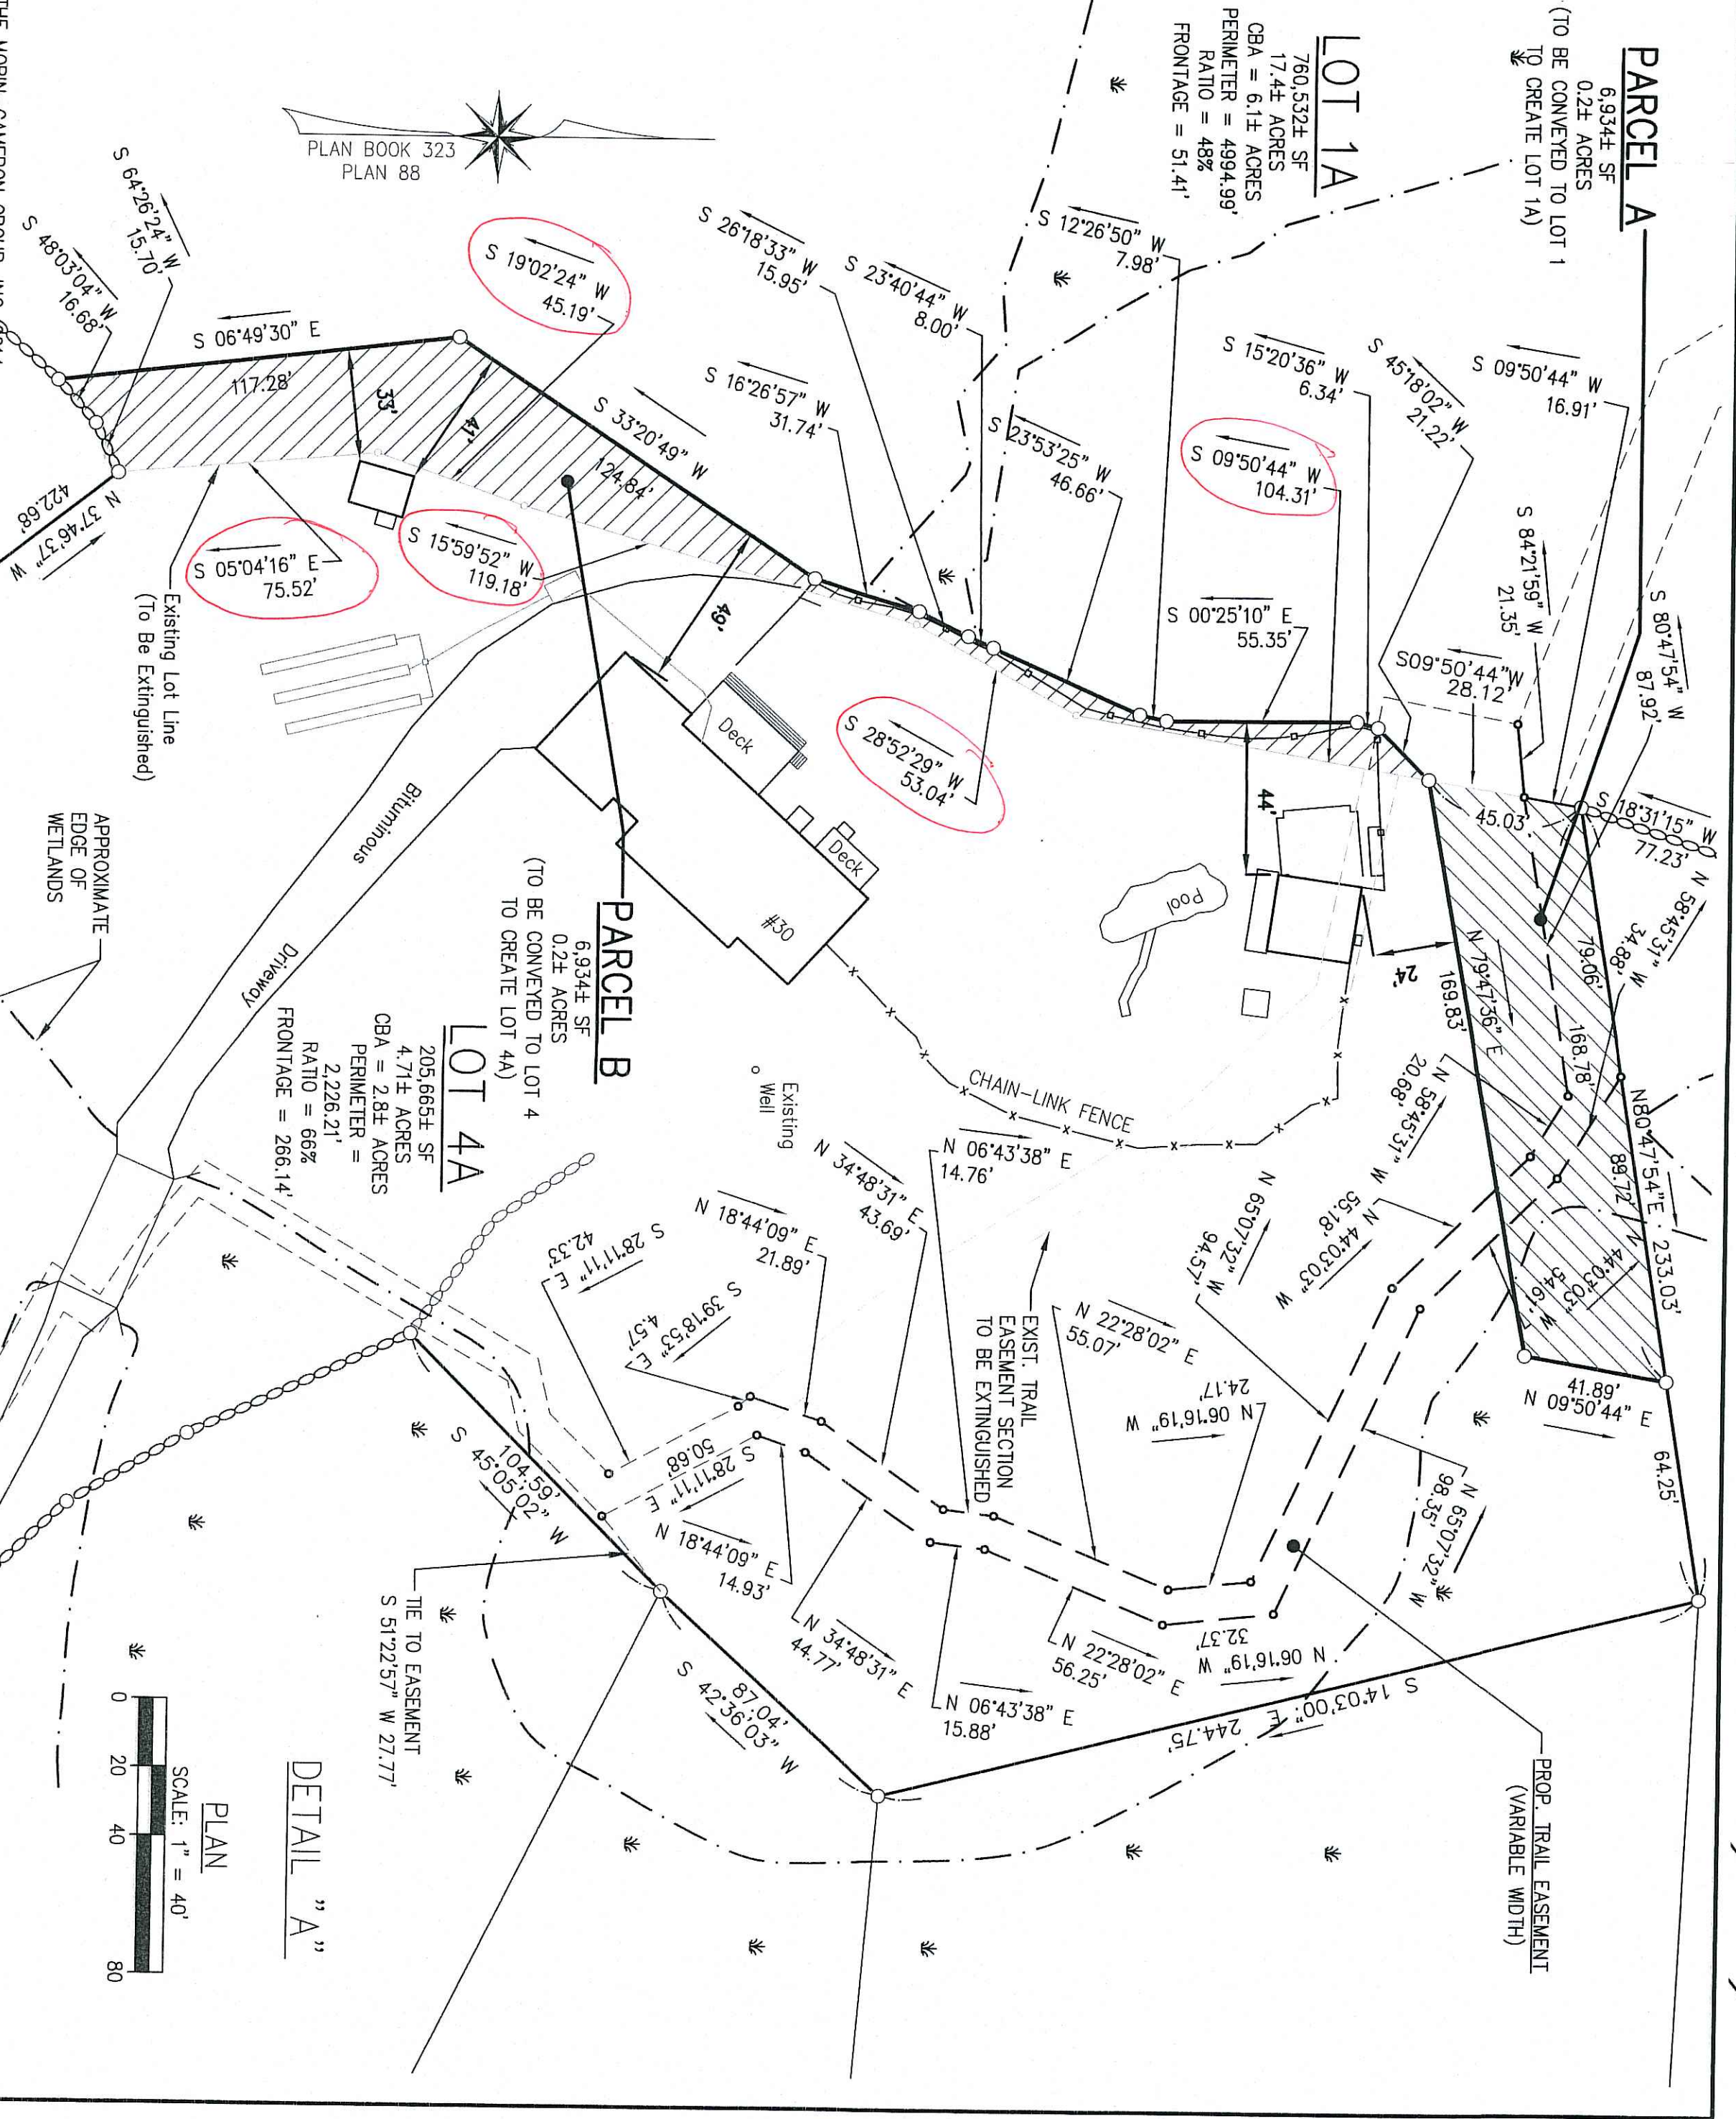 PARCEL A
6,934± SF
0.2± ACRES
(TO BE CONVEYED TO LOT 1
TO CREATE LOT 1A)
LOT 1A
760,532± SF
17.4± ACRES
CBA = 6.1± ACRES
PERIMETER = 4994.99'
RATIO = 48%
FRONTAGE = 51.41'
PLAN BOOK 323
PLAN 88
S 64°26'24" W
15.70'
S 48°03'04" W
16.68'
S 19°02'24" W
45.19'
S 26°18'33" W
15.95'
S 12°26'50" W
7.98'
S 23°40'44" W
8.00'
S 16°26'57" W
31.74'
S 15°20'36" W
6.34'
S 45°18'02" W
21.22'
S 09°50'44" W
16.91'
S 23°53'25" W
46.66'
S 09°50'44" W
104.31'
S 84°21'59" W
21.35'
S 80°47'54" W
87.92'
S 06°49'30" E
117.28'
33'
41'
S 33°20'49" W
124.84'
S 00°25'10" E
55.35'
S09°50'44"W
28.12'
S 18°31'15" W
77.23'
N 37°46'37" W
422.68'
S 05°04'16" E
75.52'
S 15°59'52" W
119.18'
49'
S 28°52'29" W
53.04'
44'
45.03'
N 58°45'31" W
34.88'
Existing Lot Line
(To Be Extinguished)
Deck
Deck
#30
Pool
24'
N 79°47'36" E
169.83'
79.06'
168.78'
N80°47'54"E
233.03'
89.72'
N 58°45'31" W
20.68'
N 44°03'03" W
54.61'
41.89'
N 09°50'44" E
64.25'
APPROXIMATE
EDGE OF
WETLANDS
Bituminous
Driveway
PARCEL B
6,934± SF
0.2± ACRES
(TO BE CONVEYED TO LOT 4
TO CREATE LOT 4A)
LOT 4A
205,665± SF
4.71± ACRES
CBA = 2.8± ACRES
PERIMETER =
2,226.21'
RATIO = 66%
FRONTAGE = 266.14'
Existing
Well
CHAIN-LINK FENCE
N 06°43'38" E
14.76'
N 34°48'31" E
43.69'
N 18°44'09" E
21.89'
S 28°11'11" E
42.33'
S 39°18'53" E
4.57'
N 65°07'32" W
94.57'
N 44°03'03" W
55.18'
EXIST. TRAIL
EASEMENT SECTION
TO BE EXTINGUISHED
N 22°28'02" E
55.07'
N 06°16'19" W
24.17'
N 65°07'32" W
98.35'
S 28°11'11" E
50.68'
N 18°44'09" E
14.93'
N 34°48'31" E
44.77'
N 06°43'38" E
15.88'
N 22°28'02" E
56.25'
N 06°16'19" W
32.37'
104.59'
S 45°05'02" W
87.04'
S 42°36'03" W
S 14°03'00" E
244.75'
TIE TO EASEMENT
S 51°22'57" W 27.77'
PROP. TRAIL EASEMENT
(VARIABLE WIDTH)
DETAIL "A"
PLAN
SCALE: 1" = 40'
0 20 40 80